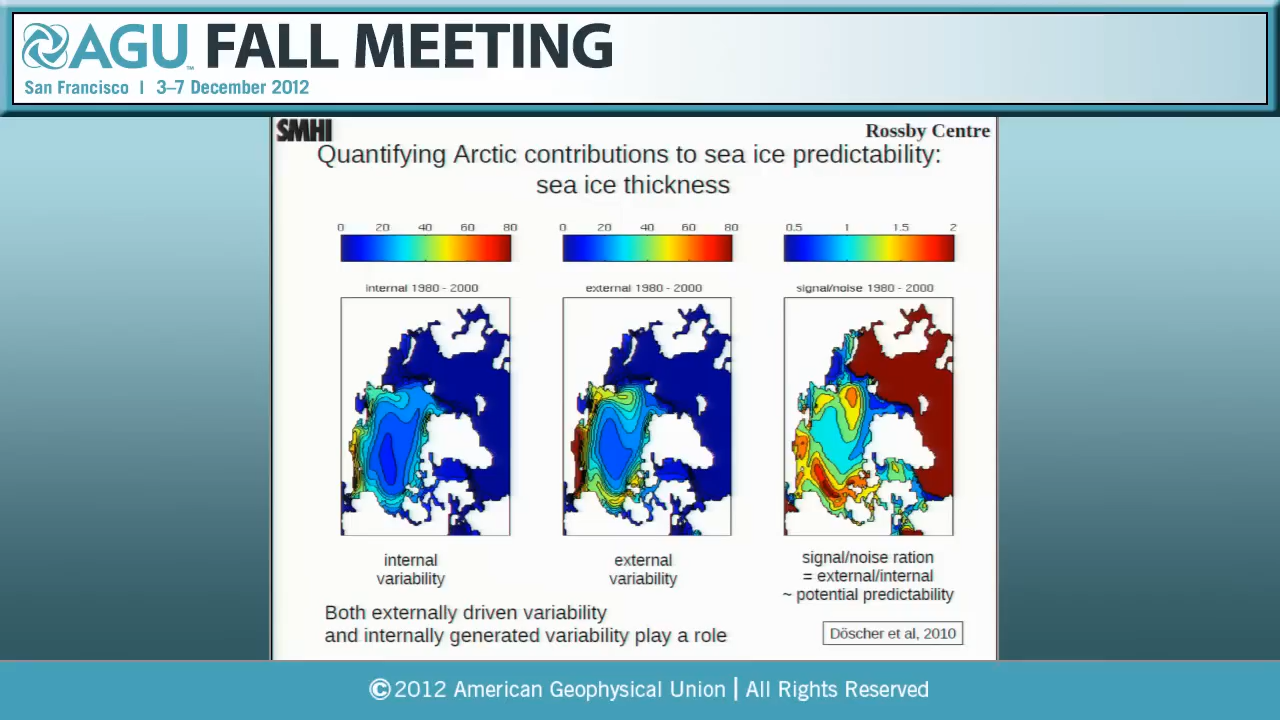 AGU FALL MEETING
San Francisco | 3–7 December 2012
SMHI
Rossby Centre
Quantifying Arctic contributions to sea ice predictability:
sea ice thickness
0 20 40 60 80
0 20 40 60 80
0.5 1 1.5 2
internal 1980 - 2000
external 1980 - 2000
signal/noise 1980 - 2000
internal
variability
external
variability
signal/noise ration
= external/internal
~ potential predictability
Both externally driven variability
and internally generated variability play a role
Döscher et al, 2010
©2012 American Geophysical Union | All Rights Reserved